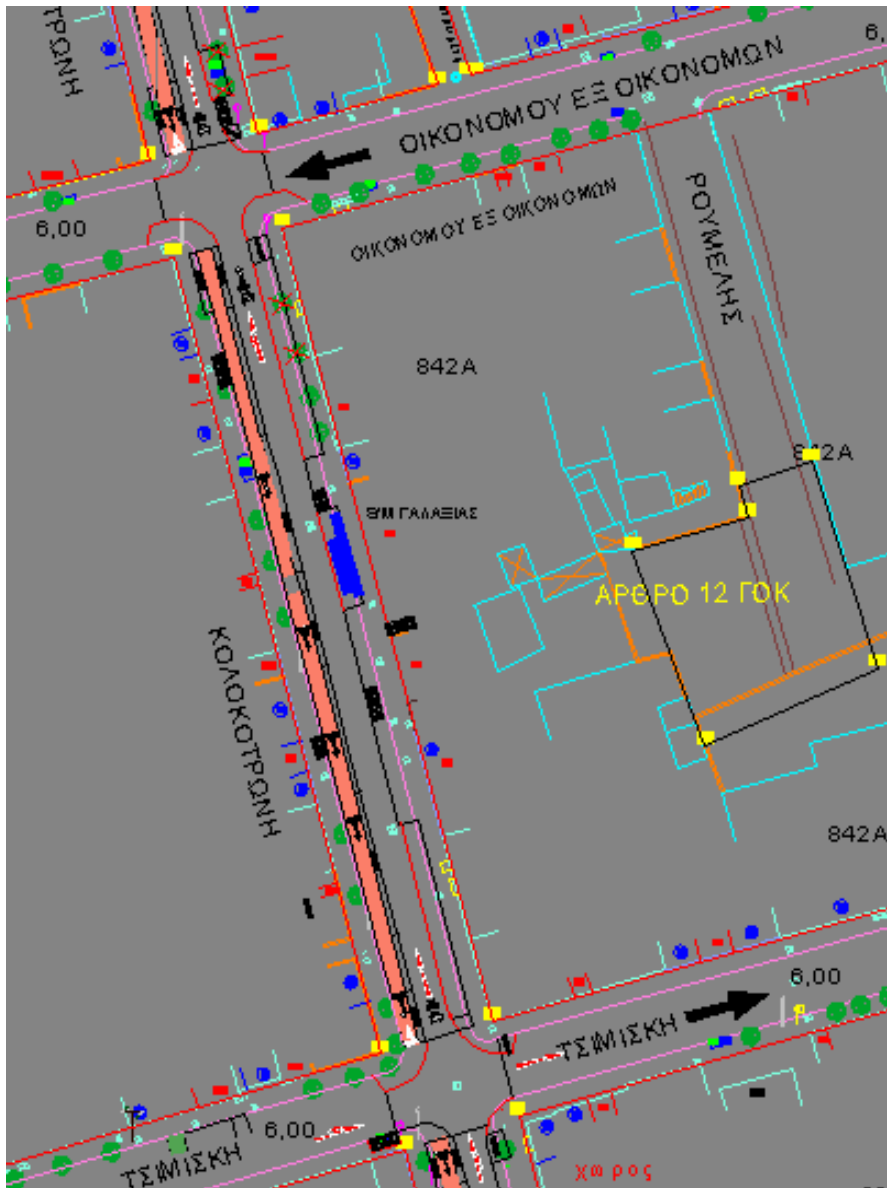 ΤΡΩΝΗ
6,
ΟΙΚΟΝΟΜΟΥ ΕΞ ΟΙΚΟΝΟΜΩΝ
6,00
ΟΙΚΟΝΟΜΟΥ ΕΞ ΟΙΚΟΝΟΜΩΝ
ΡΟΥΜΕΛΗΣ
842Α
842Α
S/M ΓΑΛΑΞΙΑΣ
ΑΡΘΡΟ 12 ΓΟΚ
ΚΟΛΟΚΟΤΡΩΝΗ
842Α
6,00
ΤΣΙΜΙΣΚΗ
6,00
ΤΣΙΜΙΣΚΗ
χωρος